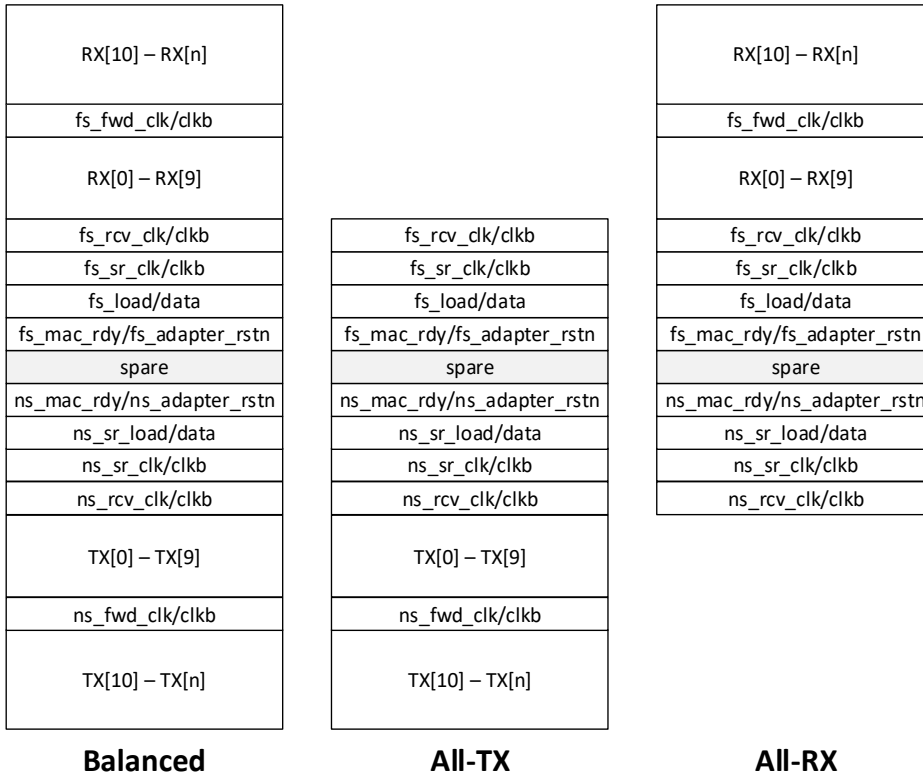 RX[10] – RX[n]
fs_fwd_clk/clkb
RX[0] – RX[9]
fs_rcv_clk/clkb
fs_sr_clk/clkb
fs_load/data
fs_mac_rdy/fs_adapter_rstn
spare
ns_mac_rdy/ns_adapter_rstn
ns_sr_load/data
ns_sr_clk/clkb
ns_rcv_clk/clkb
TX[0] – TX[9]
ns_fwd_clk/clkb
TX[10] – TX[n]
Balanced
fs_rcv_clk/clkb
fs_sr_clk/clkb
fs_load/data
fs_mac_rdy/fs_adapter_rstn
spare
ns_mac_rdy/ns_adapter_rstn
ns_sr_load/data
ns_sr_clk/clkb
ns_rcv_clk/clkb
TX[0] – TX[9]
ns_fwd_clk/clkb
TX[10] – TX[n]
All-TX
RX[10] – RX[n]
fs_fwd_clk/clkb
RX[0] – RX[9]
fs_rcv_clk/clkb
fs_sr_clk/clkb
fs_load/data
fs_mac_rdy/fs_adapter_rstn
spare
ns_mac_rdy/ns_adapter_rstn
ns_sr_load/data
ns_sr_clk/clkb
ns_rcv_clk/clkb
All-RX